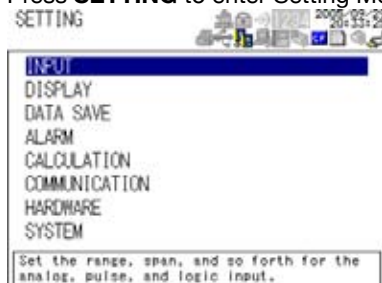 Press SETTING to enter Setting Mo
SETTING
INPUT
DISPLAY
DATA SAVE
ALARM
CALCULATION
COMMUNICATION
HARDWARE
SYSTEM
Set the range, span, and so forth for the
analog, pulse, and logic input.